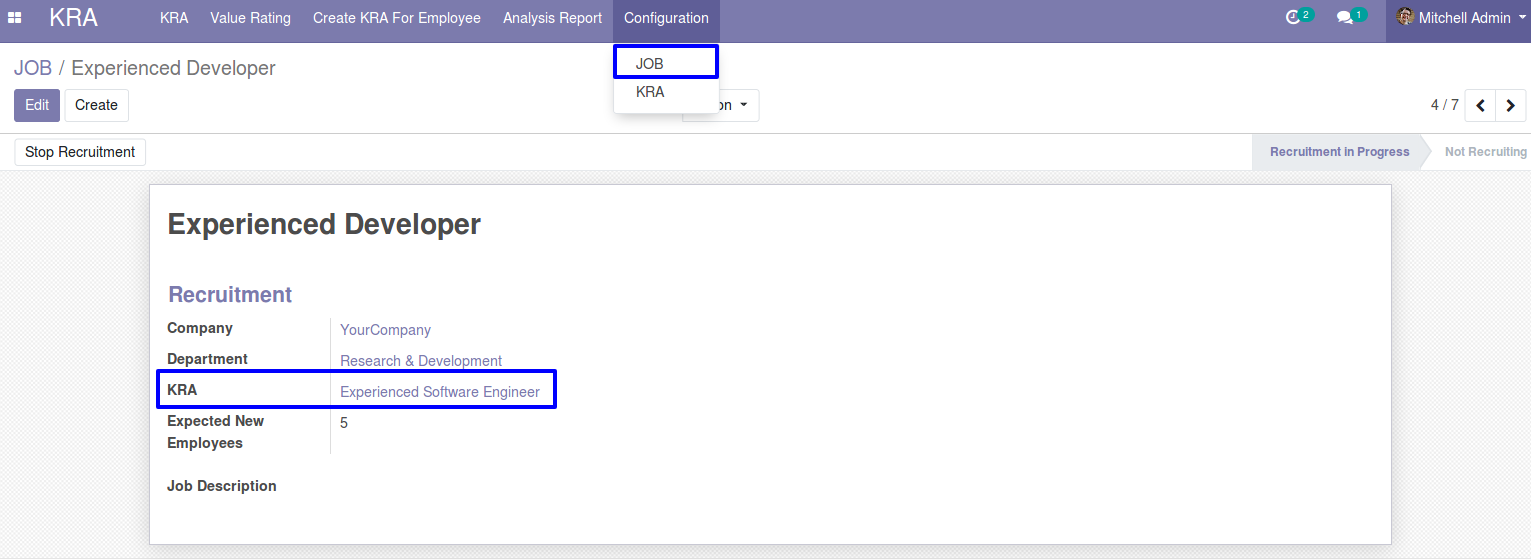 KRA KRA Value Rating Create KRA For Employee Analysis Report Configuration 2 1 Mitchell Admin
JOB / Experienced Developer
JOB
KRA
Edit Create on 4 / 7
Stop Recruitment Recruitment in Progress Not Recruiting
Experienced Developer
Recruitment
Company YourCompany
Department Research & Development
KRA Experienced Software Engineer
Expected New Employees 5
Job Description